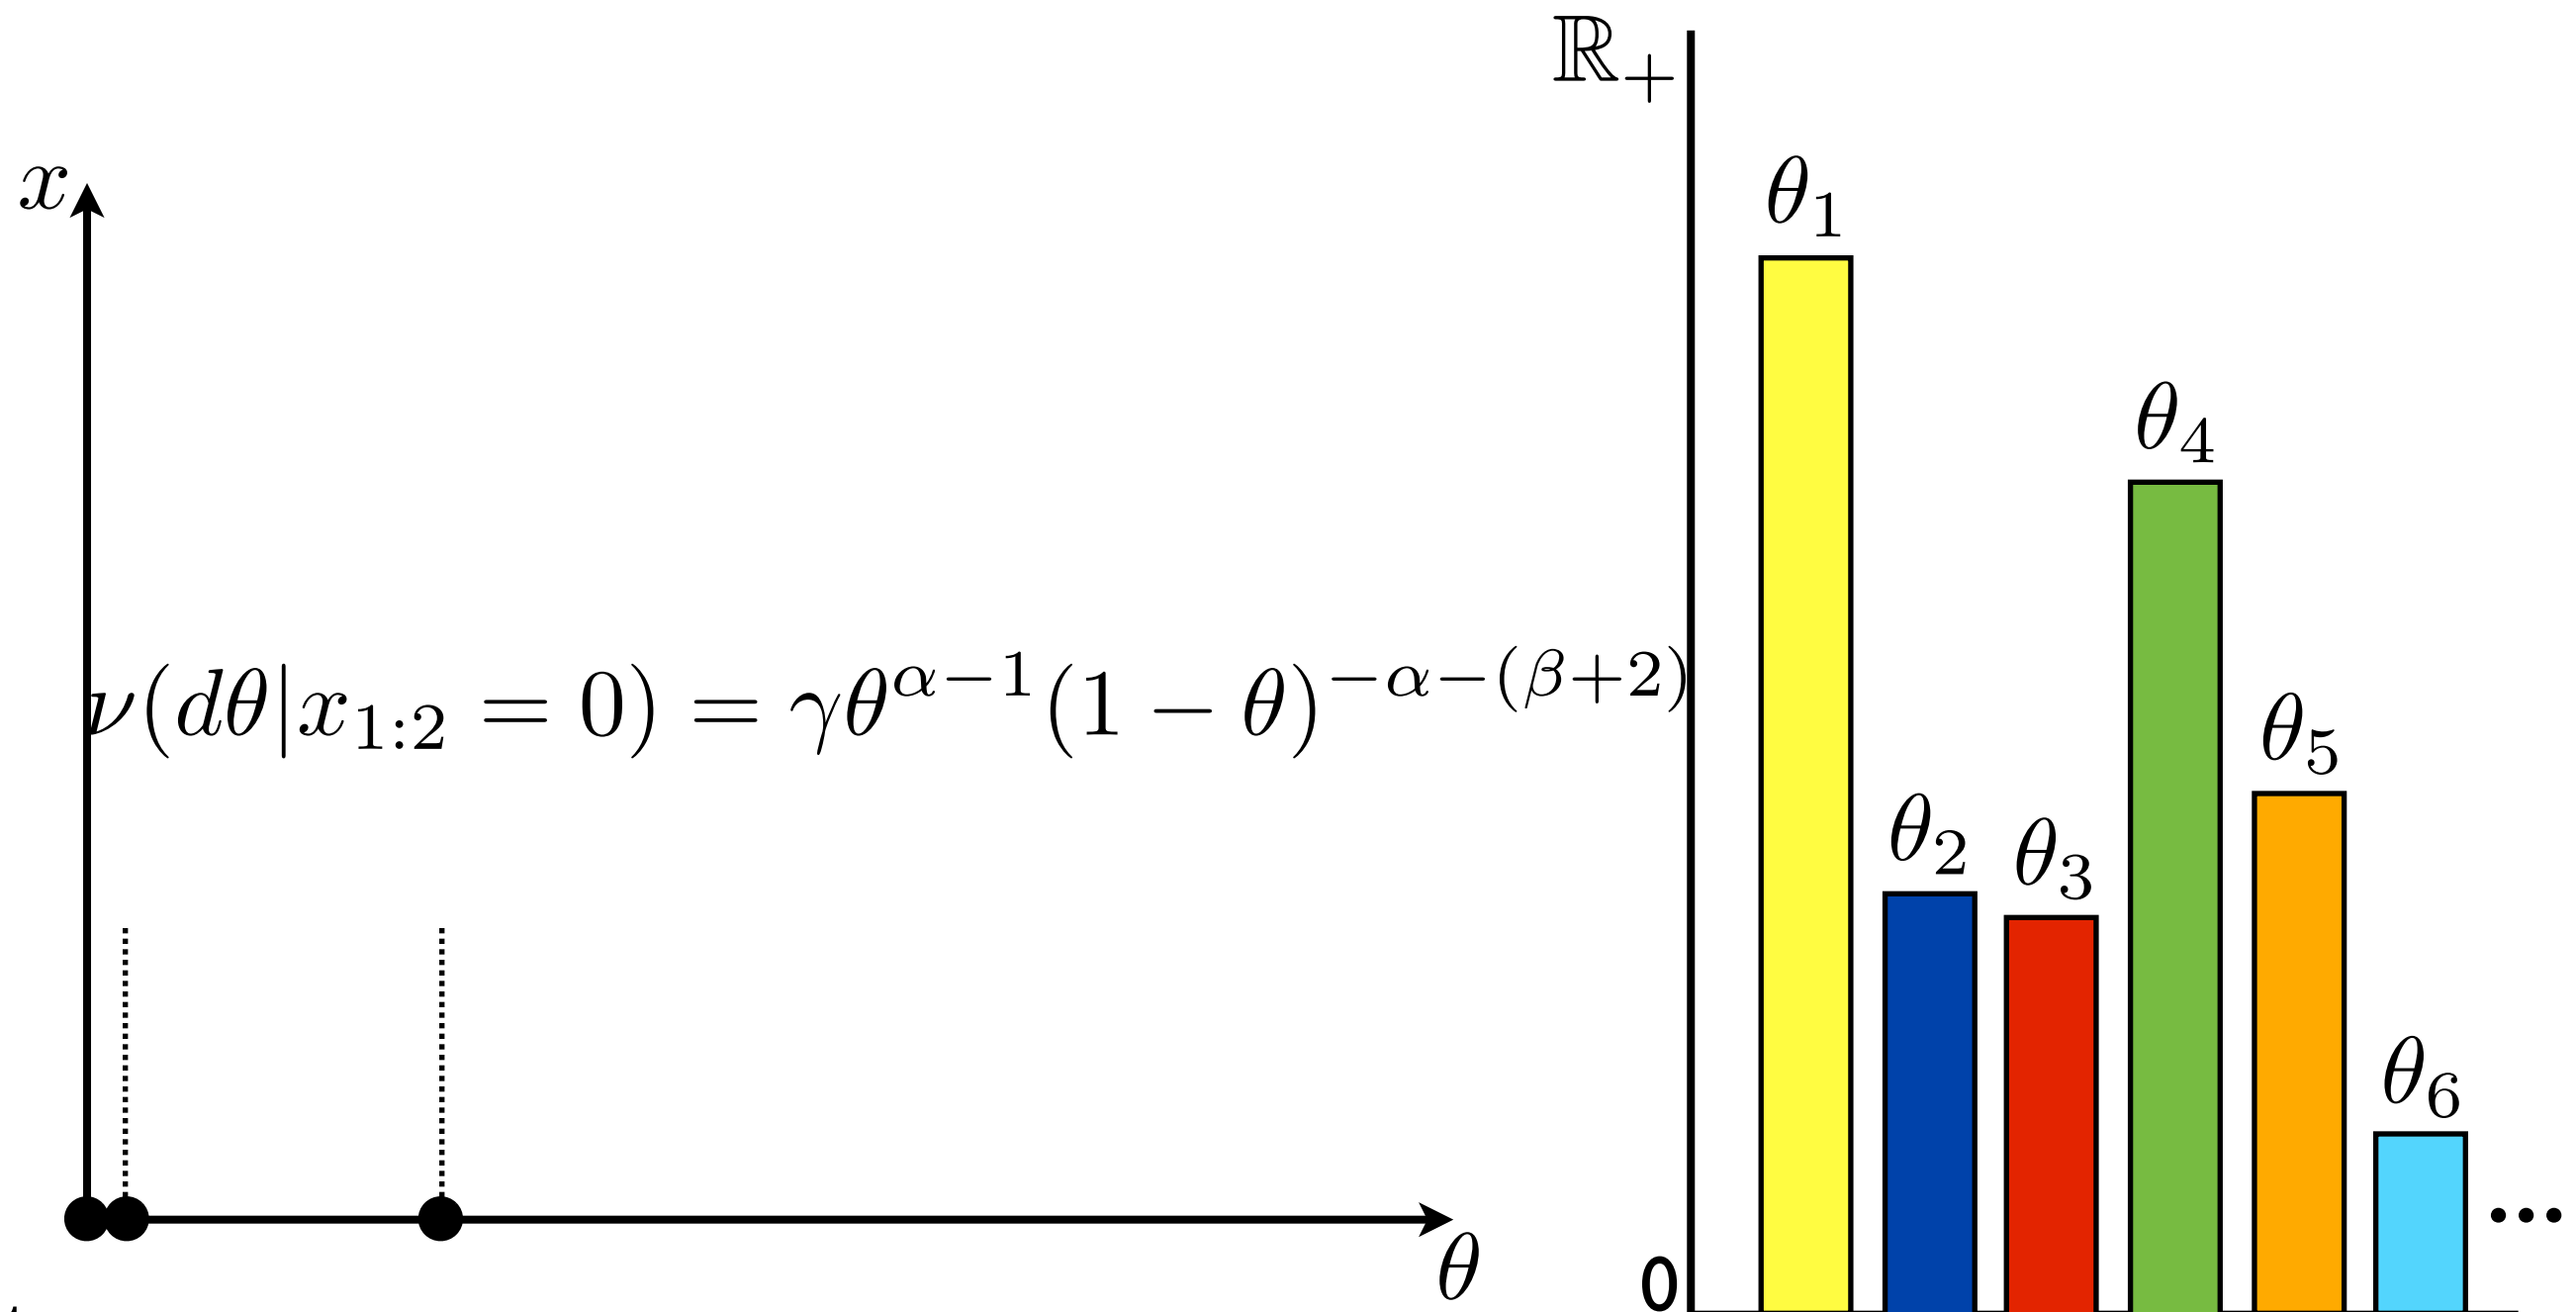 ℝ₊
x
θ₁
θ₄
ν(dθ|x₁:₂ = 0) = γθ^{α−1}(1 − θ)^{−α−(β+2)}
θ₅
θ₂
θ₃
θ₆
...
θ
0